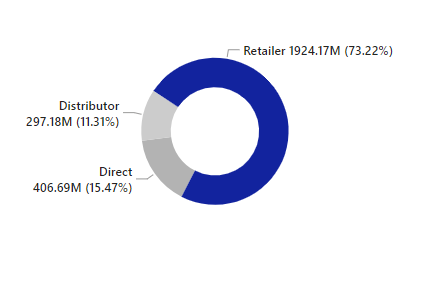 Retailer 1924.17M (73.22%)
Distributor
297.18M (11.31%)
Direct
406.69M (15.47%)